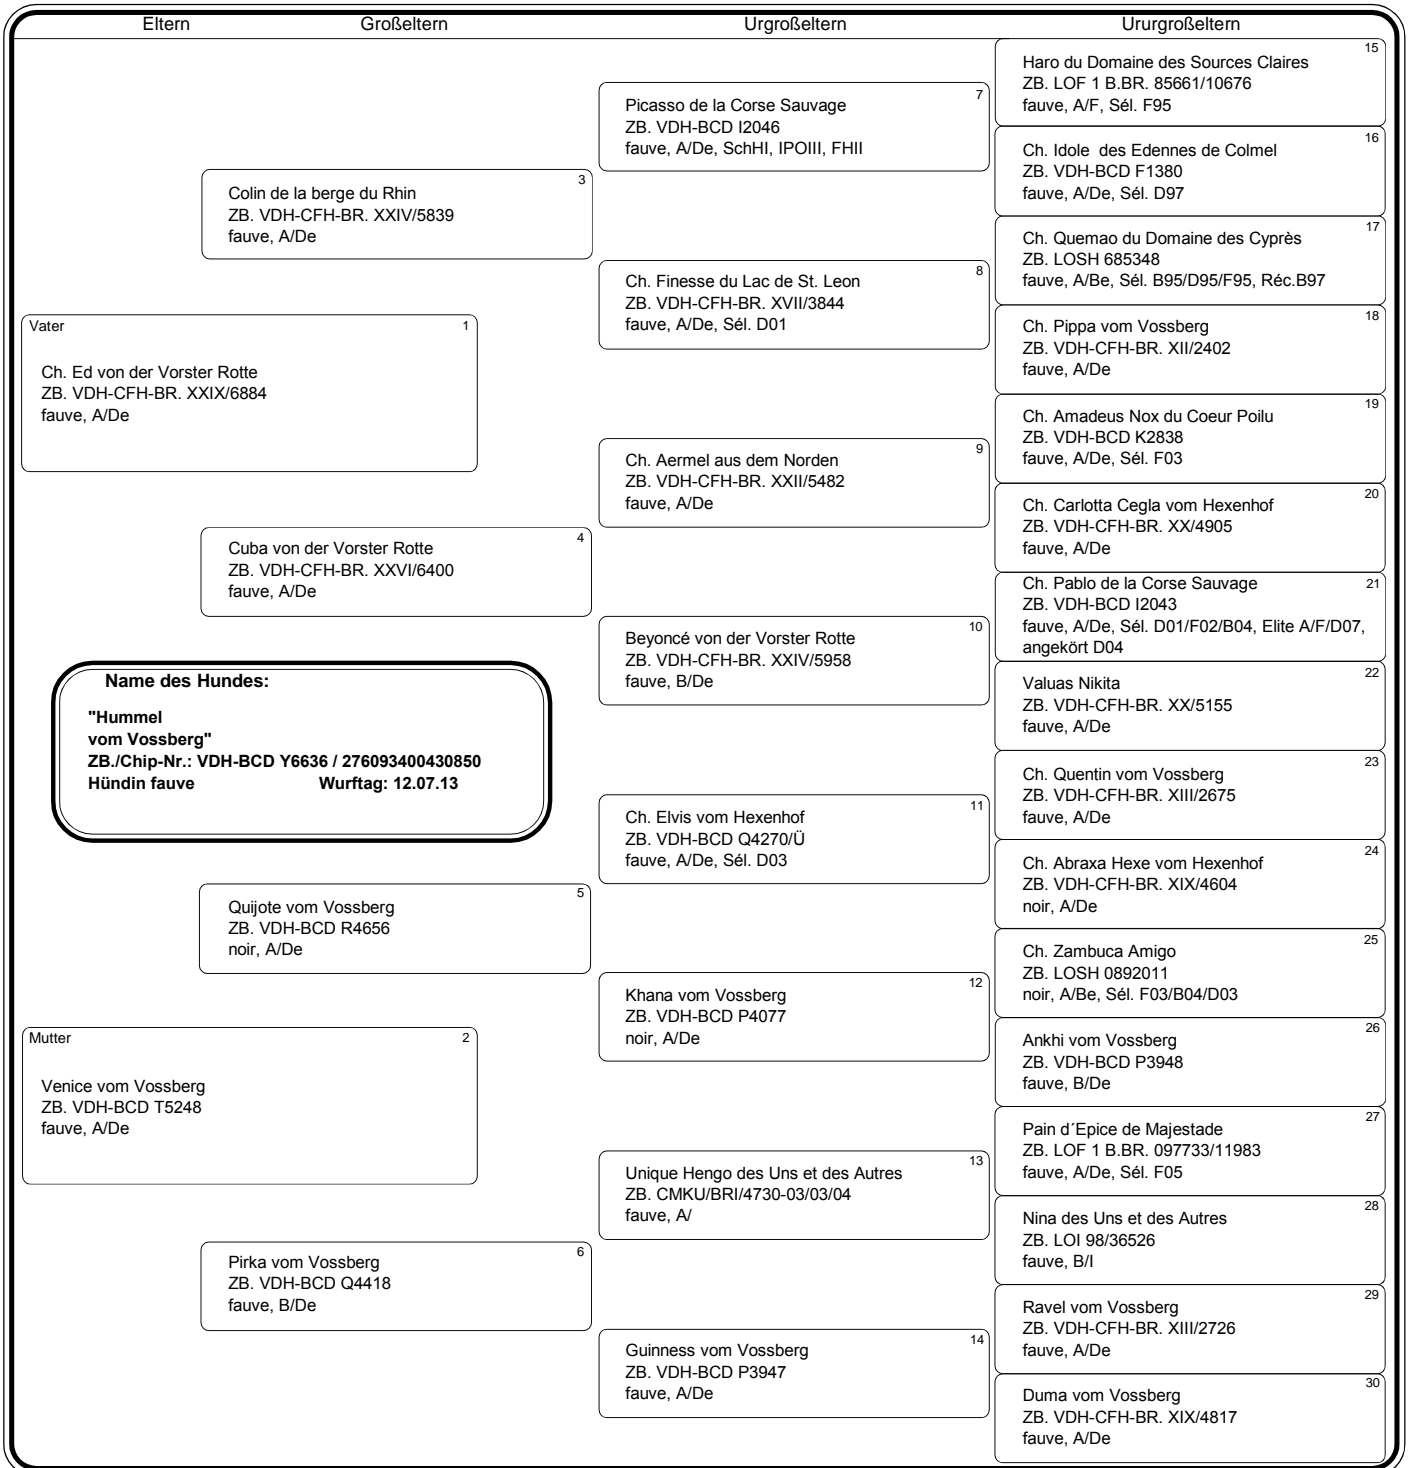 Eltern Großeltern Urgroßeltern Ururgroßeltern
Vater 1
Ch. Ed von der Vorster Rotte
ZB. VDH-CFH-BR. XXIX/6884
fauve, A/De
Name des Hundes:
"Hummel
vom Vossberg"
ZB./Chip-Nr.: VDH-BCD Y6636 / 276093400430850
Hündin fauve Wurftag: 12.07.13
Mutter 2
Venice vom Vossberg
ZB. VDH-BCD T5248
fauve, A/De
3
Colin de la berge du Rhin
ZB. VDH-CFH-BR. XXIV/5839
fauve, A/De
4
Cuba von der Vorster Rotte
ZB. VDH-CFH-BR. XXVI/6400
fauve, A/De
5
Quijote vom Vossberg
ZB. VDH-BCD R4656
noir, A/De
6
Pirka vom Vossberg
ZB. VDH-BCD Q4418
fauve, B/De
7
Picasso de la Corse Sauvage
ZB. VDH-BCD I2046
fauve, A/De, SchHI, IPOIII, FHII
8
Ch. Finesse du Lac de St. Leon
ZB. VDH-CFH-BR. XVII/3844
fauve, A/De, Sél. D01
9
Ch. Aermel aus dem Norden
ZB. VDH-CFH-BR. XXII/5482
fauve, A/De
10
Beyoncé von der Vorster Rotte
ZB. VDH-CFH-BR. XXIV/5958
fauve, B/De
11
Ch. Elvis vom Hexenhof
ZB. VDH-BCD Q4270/Ü
fauve, A/De, Sél. D03
12
Khana vom Vossberg
ZB. VDH-BCD P4077
noir, A/De
13
Unique Hengo des Uns et des Autres
ZB. CMKU/BRI/4730-03/03/04
fauve, A/
14
Guinness vom Vossberg
ZB. VDH-BCD P3947
fauve, A/De
15
Haro du Domaine des Sources Claires
ZB. LOF 1 B.BR. 85661/10676
fauve, A/F, Sél. F95
16
Ch. Idole des Edennes de Colmel
ZB. VDH-BCD F1380
fauve, A/De, Sél. D97
17
Ch. Quemao du Domaine des Cyprès
ZB. LOSH 685348
fauve, A/Be, Sél. B95/D95/F95, Réc.B97
18
Ch. Pippa vom Vossberg
ZB. VDH-CFH-BR. XII/2402
fauve, A/De
19
Ch. Amadeus Nox du Coeur Poilu
ZB. VDH-BCD K2838
fauve, A/De, Sél. F03
20
Ch. Carlotta Cegla vom Hexenhof
ZB. VDH-CFH-BR. XX/4905
fauve, A/De
21
Ch. Pablo de la Corse Sauvage
ZB. VDH-BCD I2043
fauve, A/De, Sél. D01/F02/B04, Elite A/F/D07,
angekört D04
22
Valuas Nikita
ZB. VDH-CFH-BR. XX/5155
fauve, A/De
23
Ch. Quentin vom Vossberg
ZB. VDH-CFH-BR. XIII/2675
fauve, A/De
24
Ch. Abraxa Hexe vom Hexenhof
ZB. VDH-CFH-BR. XIX/4604
noir, A/De
25
Ch. Zambuca Amigo
ZB. LOSH 0892011
noir, A/Be, Sél. F03/B04/D03
26
Ankhi vom Vossberg
ZB. VDH-BCD P3948
fauve, B/De
27
Pain d´Epice de Majestade
ZB. LOF 1 B.BR. 097733/11983
fauve, A/De, Sél. F05
28
Nina des Uns et des Autres
ZB. LOI 98/36526
fauve, B/I
29
Ravel vom Vossberg
ZB. VDH-CFH-BR. XIII/2726
fauve, A/De
30
Duma vom Vossberg
ZB. VDH-CFH-BR. XIX/4817
fauve, A/De